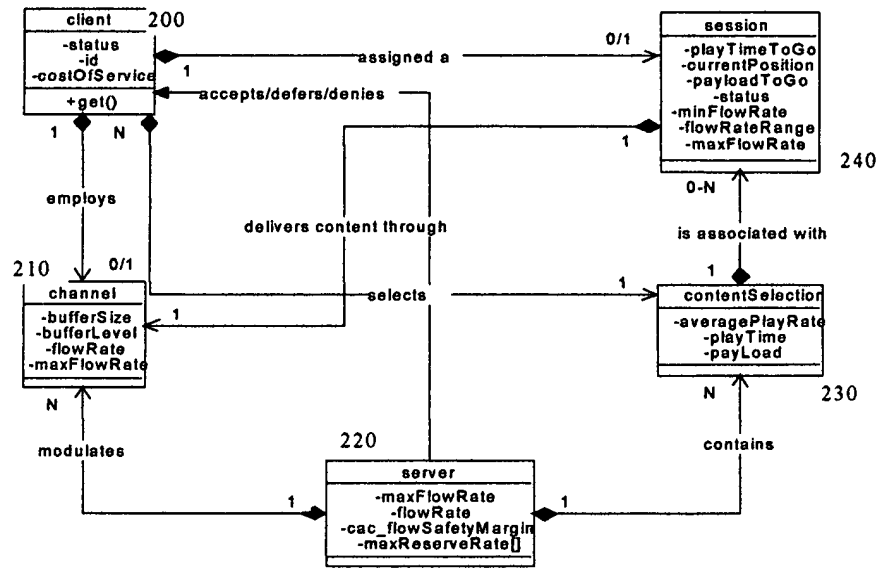 client 200
-status
-id
-costOfService
+get()
1
assigned a
0/1
session
-playTimeToGo
-currentPosition
-payloadToGo
-status
-minFlowRate
-flowRateRange
-maxFlowRate
240
accepts/defers/denies
1
1 N
employs
delivers content through
0-N
is associated with
210
0/1
channel
-bufferSize
-bufferLevel
-flowRate
-maxFlowRate
1
selects
1
1
contentSelection
-averagePlayRate
-playTime
-payLoad
N
N
230
modulates
contains
220
server
-maxFlowRate
-flowRate
-cac_flowSafetyMargin
-maxReserveRate[]
1
1